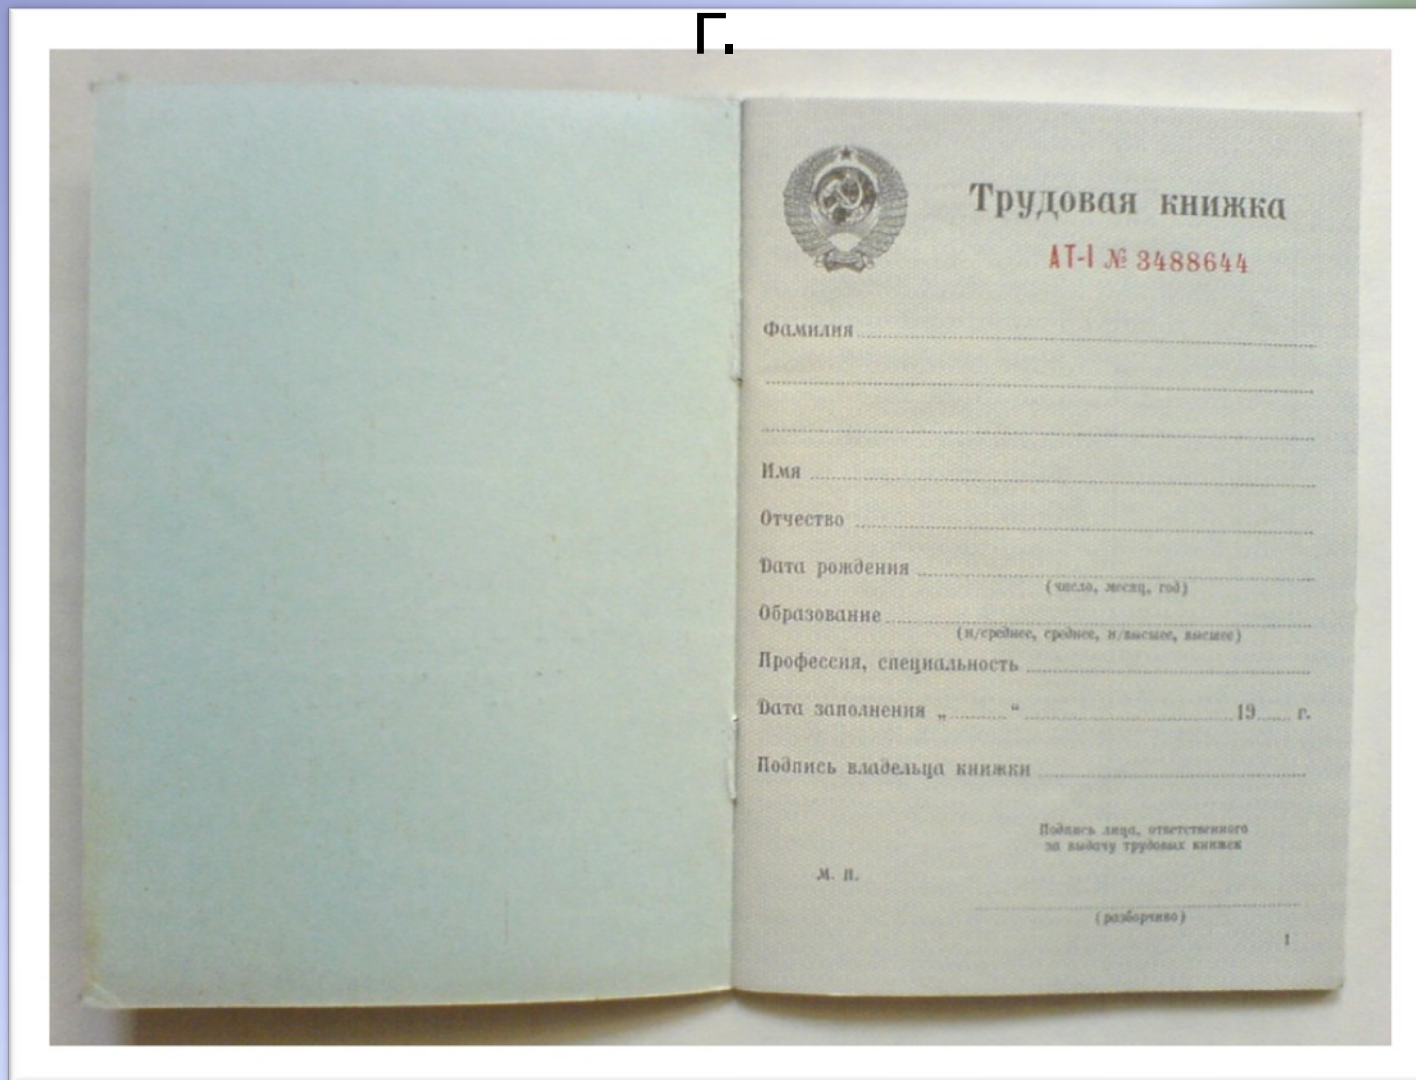 г.
Трудовая книжка
АТ-I № 3488644
Фамилия
Имя
Отчество
Дата рождения
(число, месяц, год)
Образование
(н/среднее, среднее, н/высшее, высшее)
Профессия, специальность
Дата заполнения „ “ 19 г.
Подпись владельца книжки
Подпись лица, ответственного
за выдачу трудовых книжек
М. П.
(разборчиво)
1